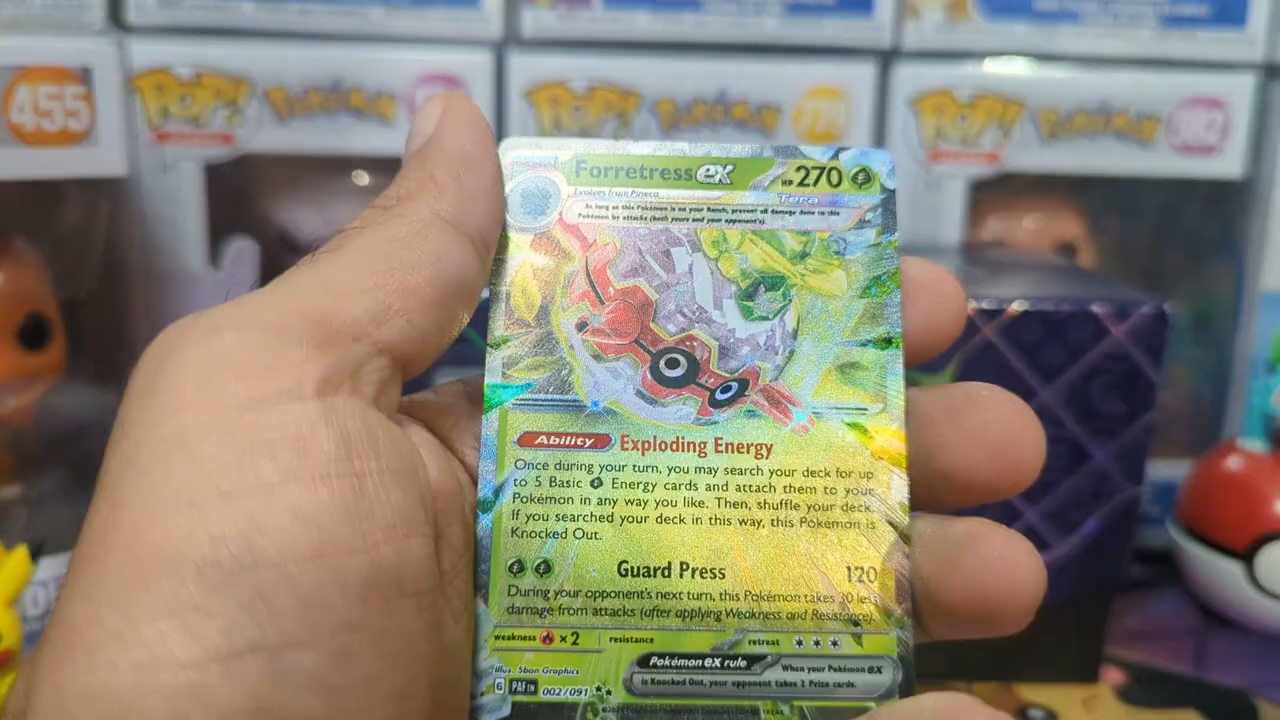 455
POP! Pokémon
POP! Pokémon
POP! Pokémon
Forretress ex HP 270
Evolves from Pineco Tera
As long as this Pokémon is on your Bench, prevent all damage done to this
Pokémon by attacks (both yours and your opponent's).
Ability Exploding Energy
Once during your turn, you may search your deck for up
to 5 Basic Energy cards and attach them to your
Pokémon in any way you like. Then, shuffle your deck.
If you searched your deck in this way, this Pokémon is
Knocked Out.
Guard Press 120
During your opponent's next turn, this Pokémon takes 30 less
damage from attacks (after applying Weakness and Resistance).
weakness ×2 resistance retreat
Pokémon ex rule When your Pokémon ex
is Knocked Out, your opponent takes 2 Prize cards.
Illus. 5ban Graphics
G PAF EN 002/091